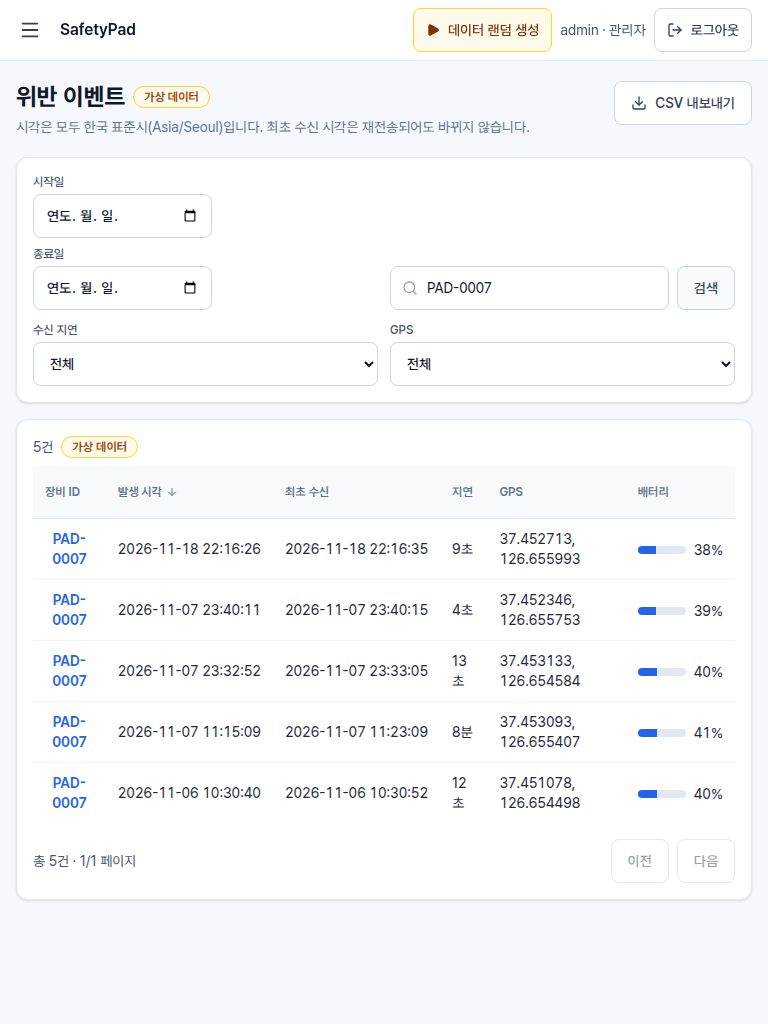 SafetyPad
데이터 랜덤 생성
admin · 관리자
로그아웃
위반 이벤트
가상 데이터
CSV 내보내기
시각은 모두 한국 표준시(Asia/Seoul)입니다. 최초 수신 시각은 재전송되어도 바뀌지 않습니다.
시작일
연도. 월. 일.
종료일
연도. 월. 일.
PAD-0007
검색
수신 지연
GPS
전체
전체
5건 가상 데이터
장비 ID 발생 시각 ↓ 최초 수신 지연 GPS 배터리
PAD-
0007
2026-11-18 22:16:26 2026-11-18 22:16:35 9초
37.452713,
126.655993
38%
PAD-
0007
2026-11-07 23:40:11 2026-11-07 23:40:15 4초
37.452346,
126.655753
39%
PAD-
0007
2026-11-07 23:32:52 2026-11-07 23:33:05
13
초
37.453133,
126.654584
40%
PAD-
0007
2026-11-07 11:15:09 2026-11-07 11:23:09 8분
37.453093,
126.655407
41%
PAD-
0007
2026-11-06 10:30:40 2026-11-06 10:30:52
12
초
37.451078,
126.654498
40%
총 5건 · 1/1 페이지
이전
다음